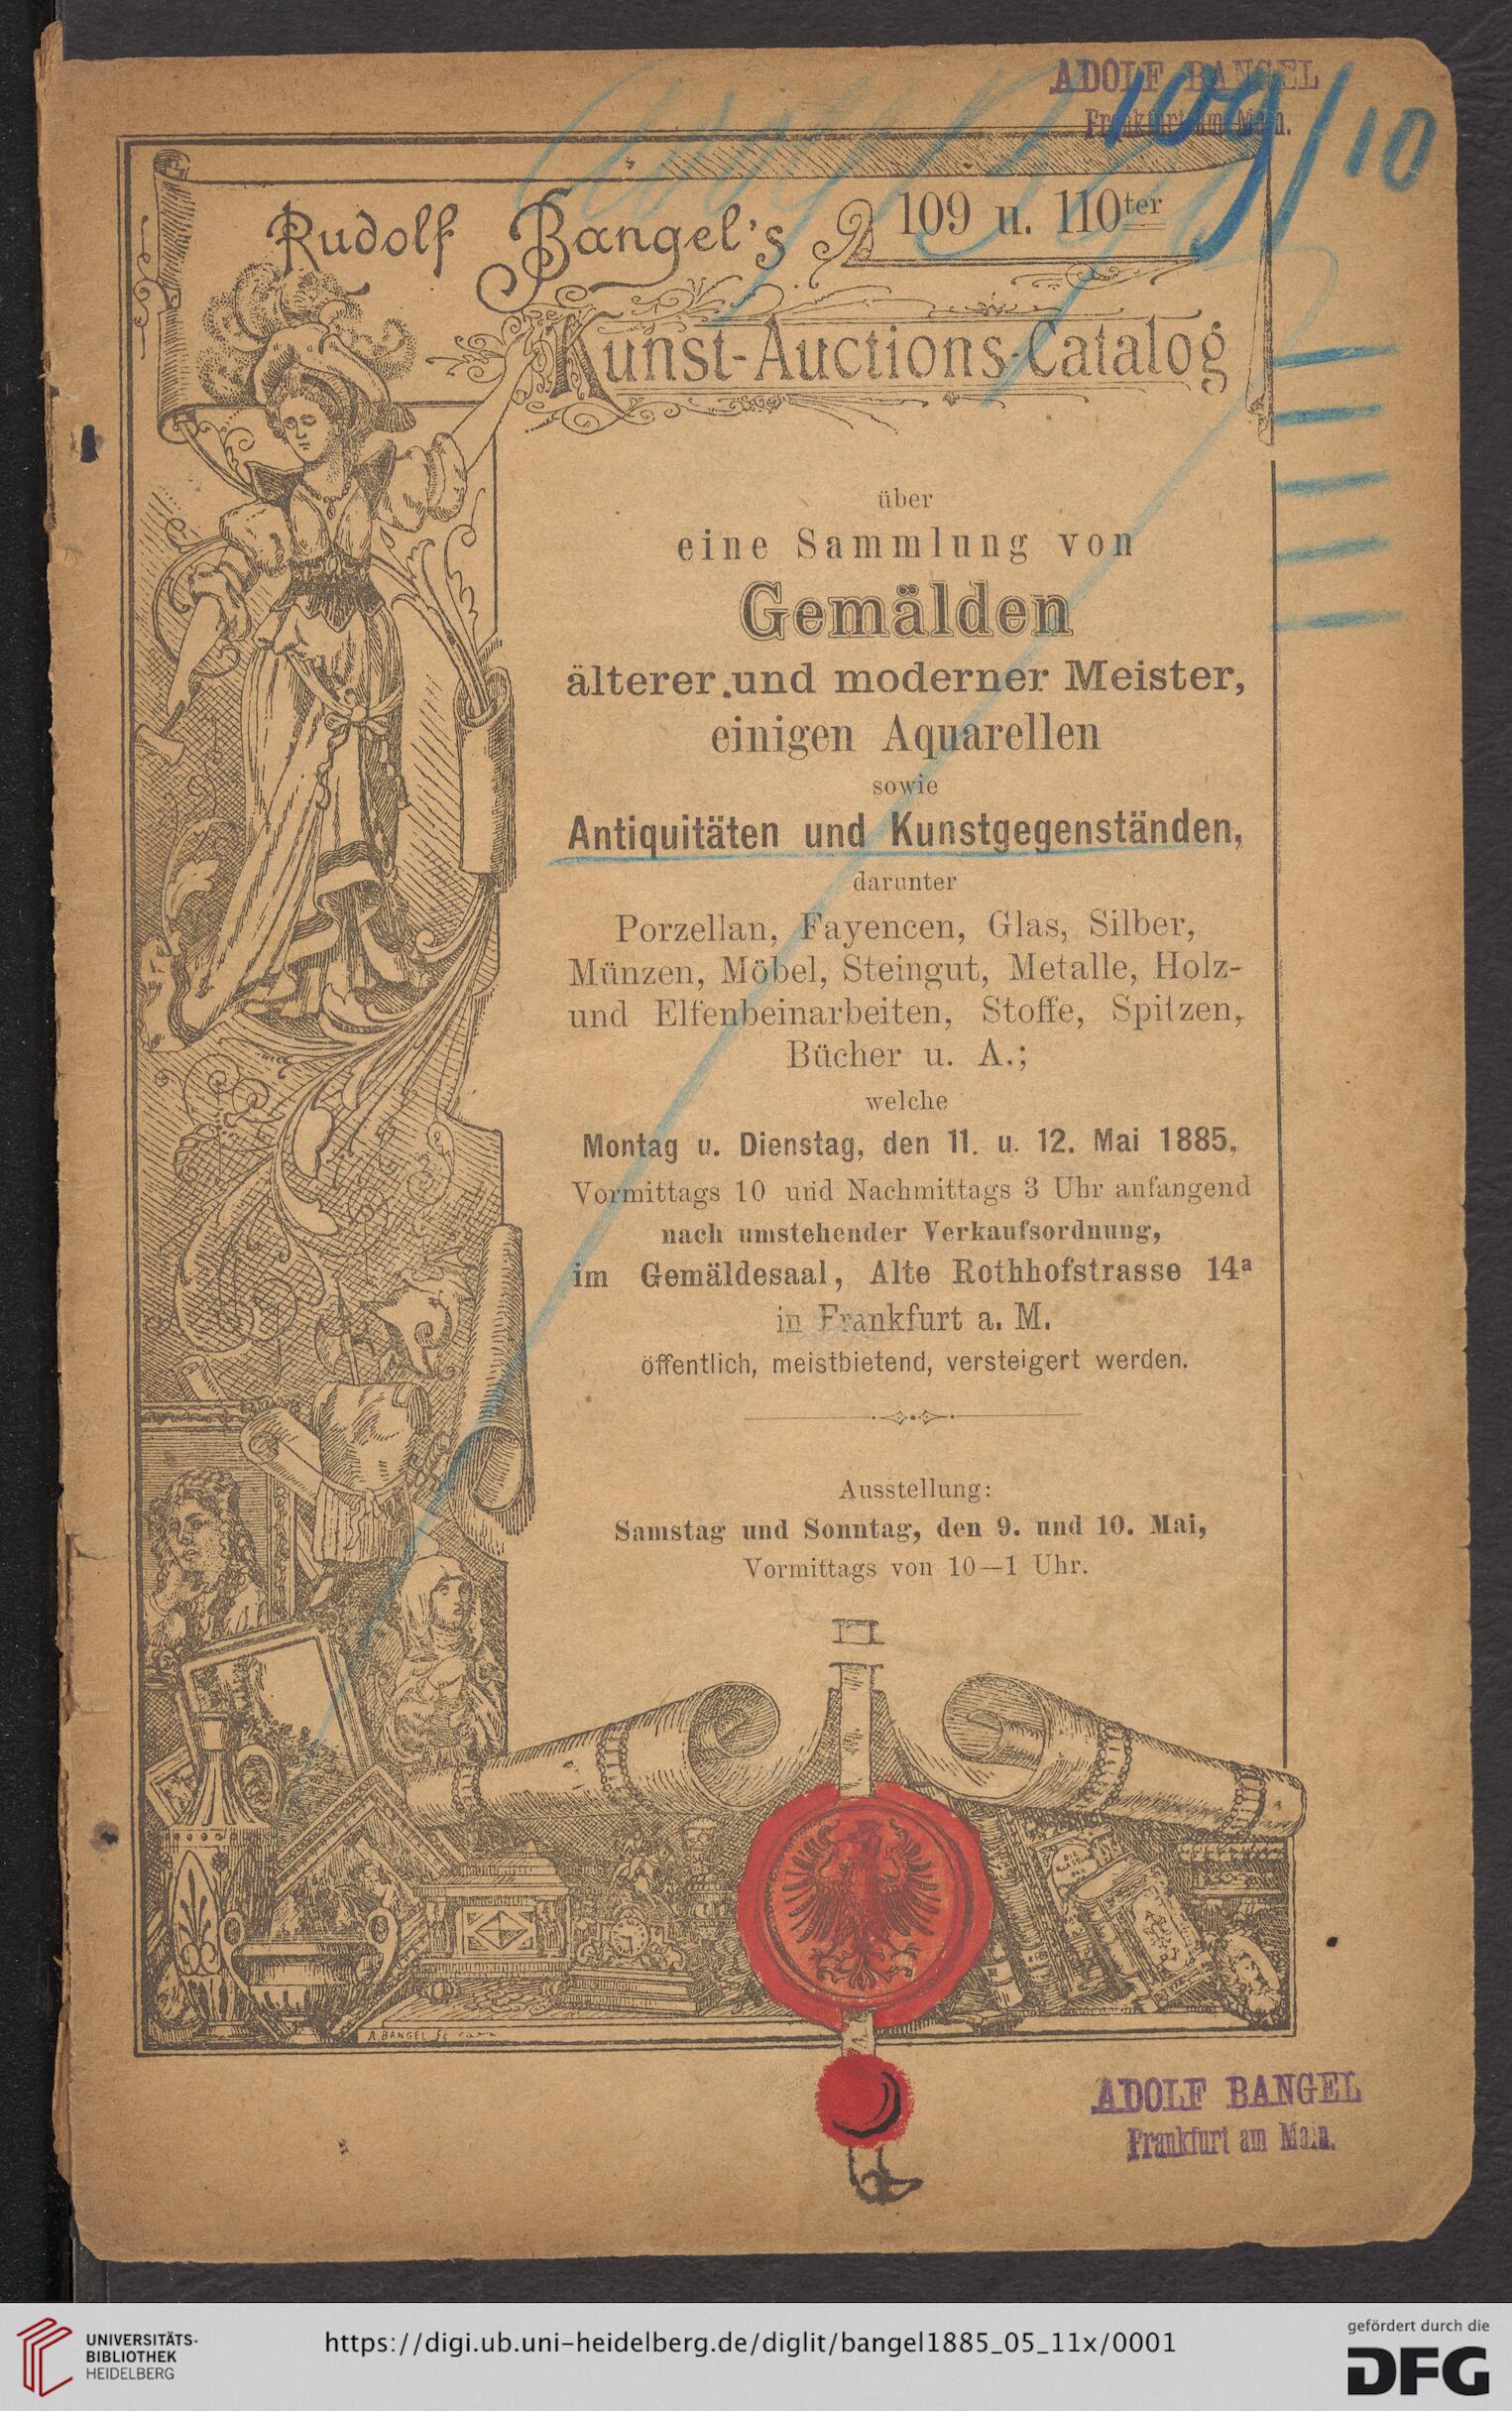 ADOLF BANGEL
Frankfurt am Main.
109/10
Rudolf Bangel's 109 u. 110ter
Kunst-Auctions-Catalog
über
eine Sammlung von
Gemälden
älterer und moderner Meister,
einigen Aquarellen
sowie
Antiquitäten und Kunstgegenständen,
darunter
Porzellan, Fayencen, Glas, Silber,
Münzen, Möbel, Steingut, Metalle, Holz-
und Elfenbeinarbeiten, Stoffe, Spitzen,
Bücher u. A.;
welche
Montag u. Dienstag, den 11. u. 12. Mai 1885,
Vormittags 10 und Nachmittags 3 Uhr anfangend
nach umstehender Verkaufsordnung,
im Gemäldesaal, Alte Rothhofstrasse 14a
in Frankfurt a. M.
öffentlich, meistbietend, versteigert werden.
Ausstellung:
Samstag und Sonntag, den 9. und 10. Mai,
Vormittags von 10—1 Uhr.
A BANGEL
ADOLF BANGEL
Frankfurt am Main.
UNIVERSITÄTS-
BIBLIOTHEK
HEIDELBERG
https://digi.ub.uni-heidelberg.de/diglit/bangel1885_05_11x/0001
gefördert durch die
DFG